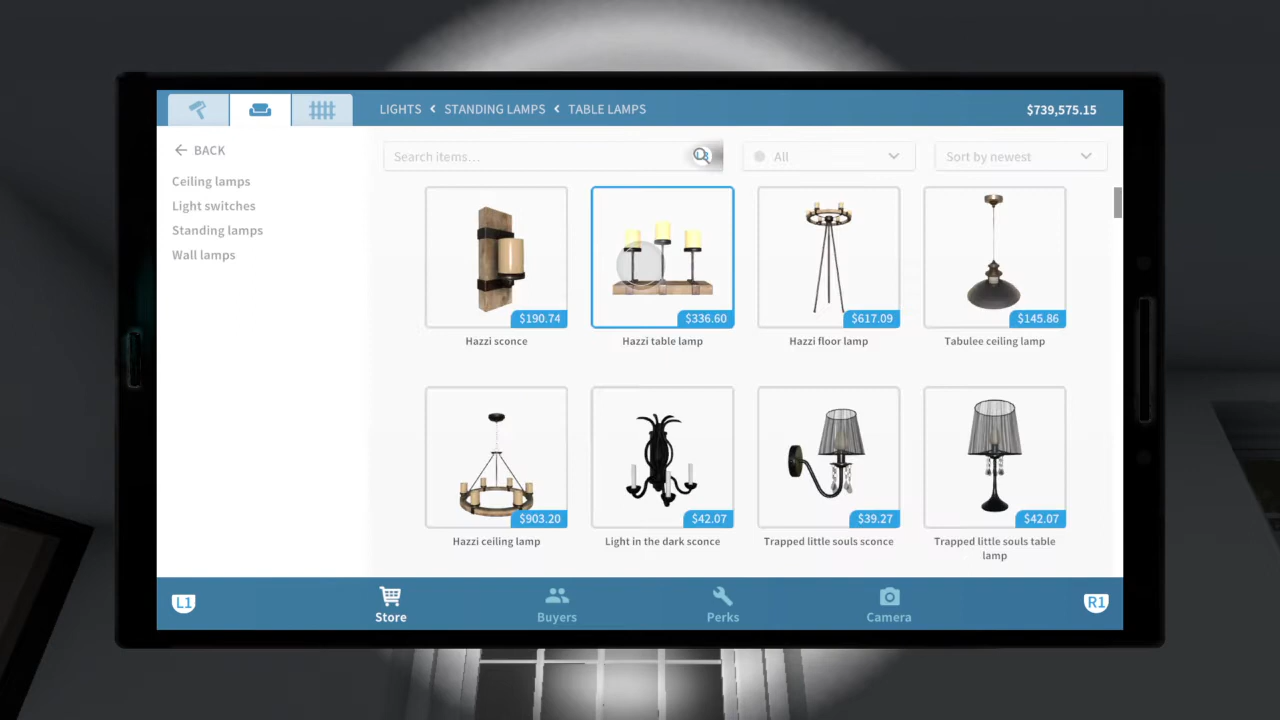 LIGHTS < STANDING LAMPS < TABLE LAMPS
$739,575.15
BACK
Ceiling lamps
Light switches
Standing lamps
Wall lamps
Search items...
All
Sort by newest
$190.74
$336.60
$617.09
$145.86
Hazzi sconce
Hazzi table lamp
Hazzi floor lamp
Tabulee ceiling lamp
$903.20
$42.07
$39.27
$42.07
Hazzi ceiling lamp
Light in the dark sconce
Trapped little souls sconce
Trapped little souls table
lamp
L1
Store
Buyers
Perks
Camera
R1